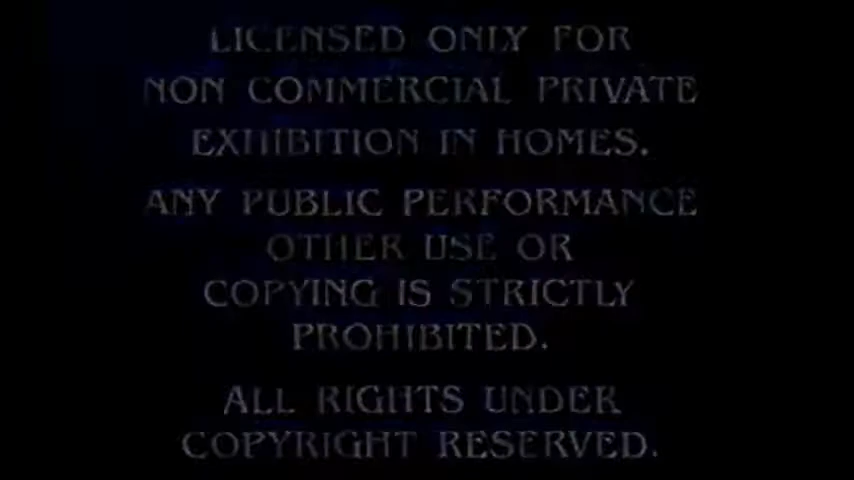 LICENSED ONLY FOR
NON COMMERCIAL PRIVATE
EXHIBITION IN HOMES.
ANY PUBLIC PERFORMANCE
OTHER USE OR
COPYING IS STRICTLY
PROHIBITED.
ALL RIGHTS UNDER
COPYRIGHT RESERVED.